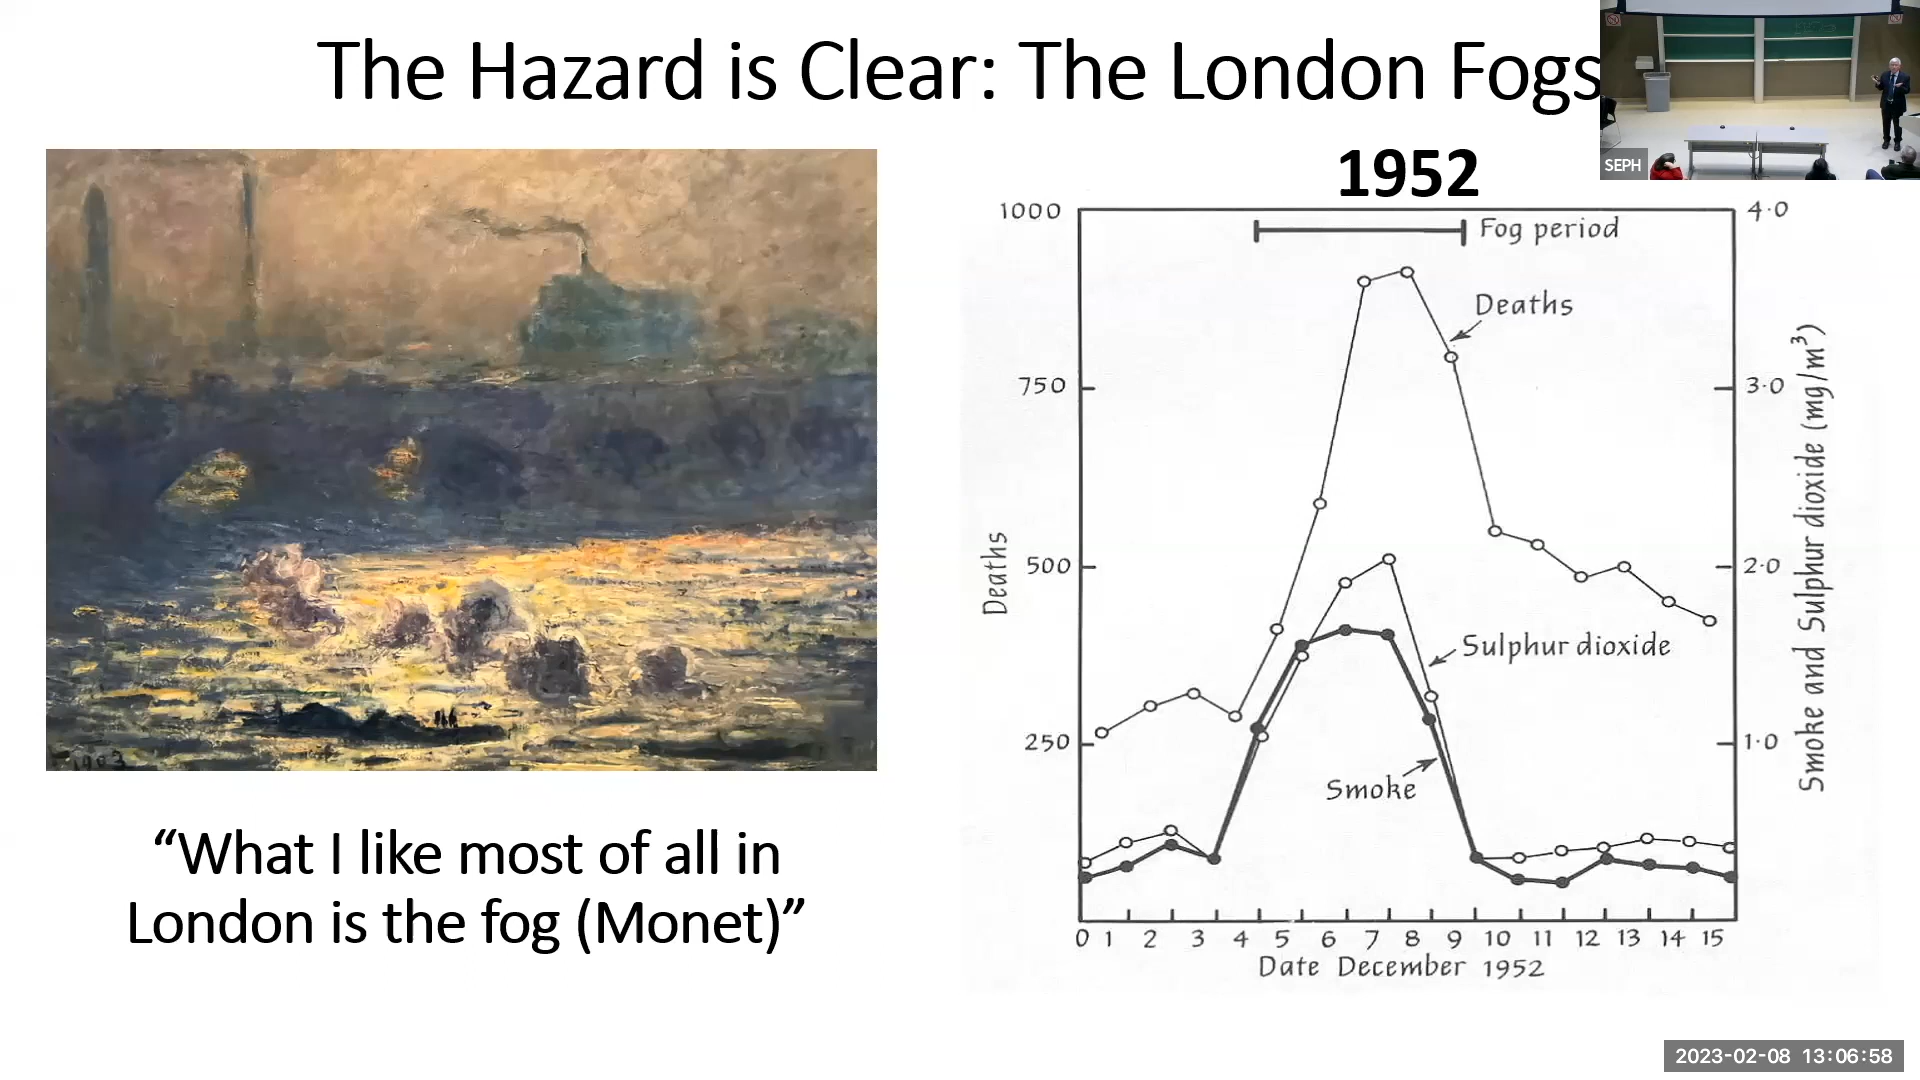 The Hazard is Clear: The London Fogs
SEPH
1903
“What I like most of all in
London is the fog (Monet)”
1952
1000
750
500
250
Deaths
4·0
3·0
2·0
1·0
Smoke and Sulphur dioxide (mg/m³)
Fog period
Deaths
Sulphur dioxide
Smoke
0 1 2 3 4 5 6 7 8 9 10 11 12 13 14 15
Date December 1952
2023-02-08 13:06:58